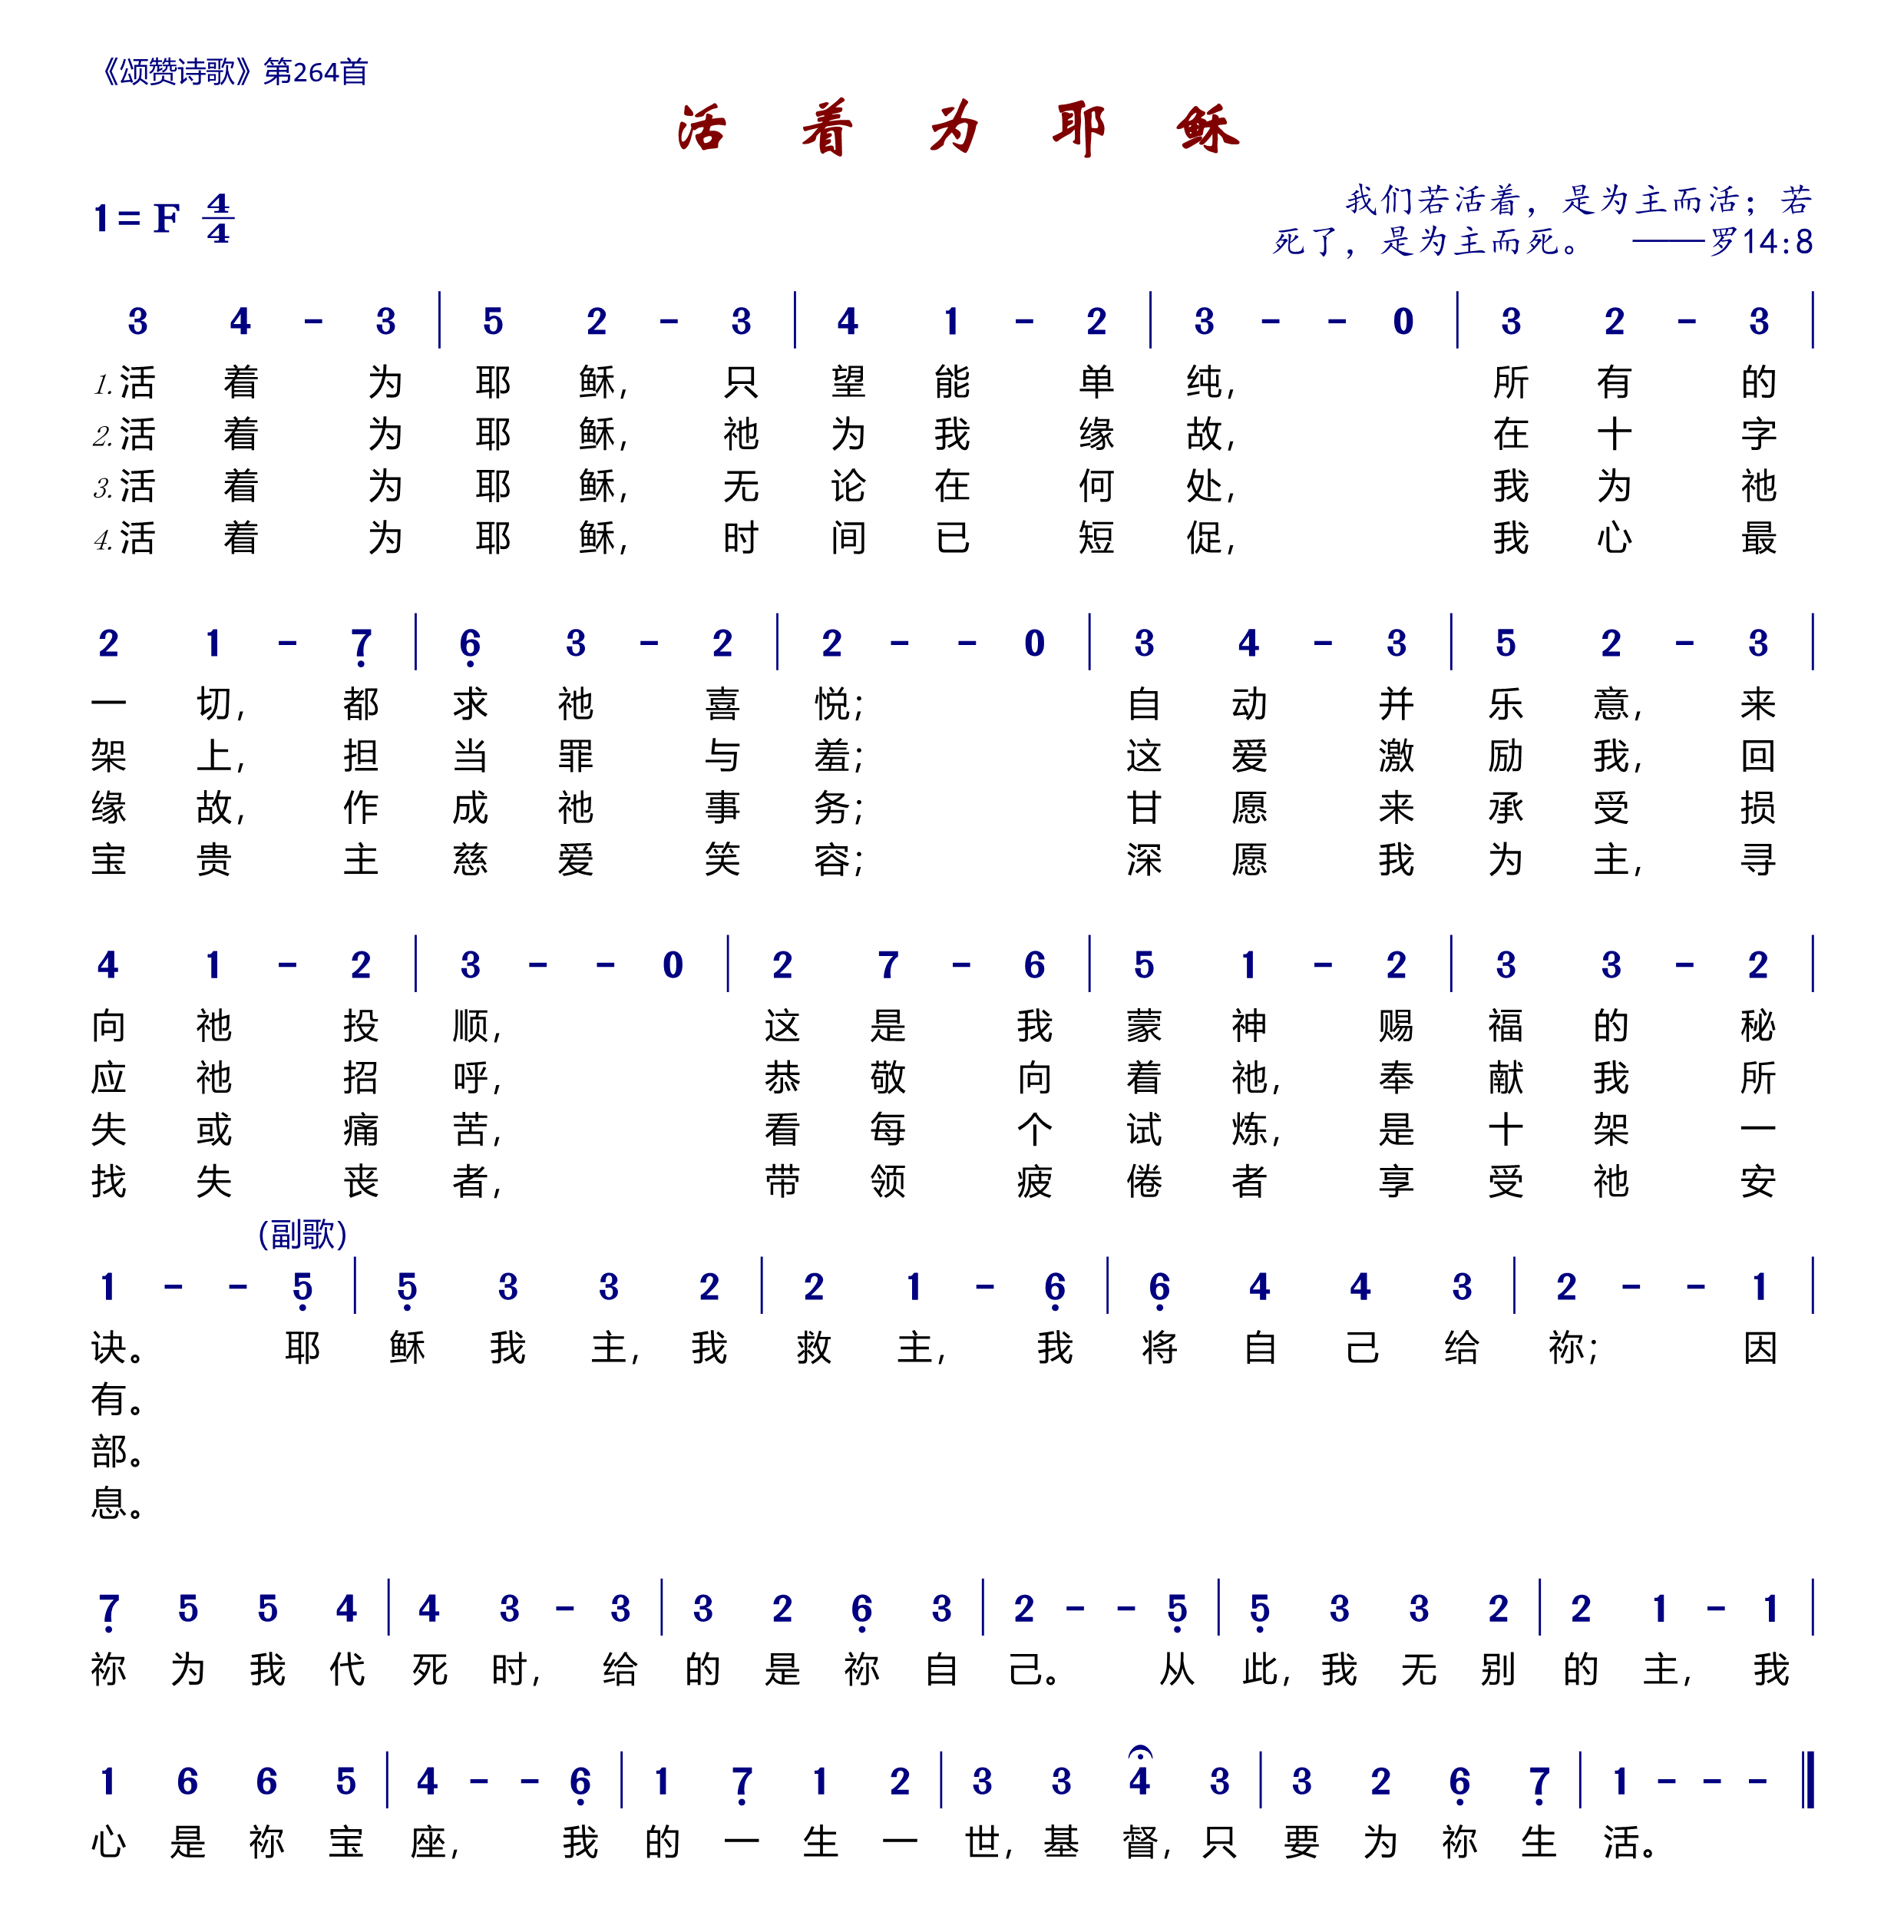 《颂赞诗歌》第264首
活 着 为 耶 稣
1 = F 4/4
我们若活着，是为主而活；若
死了，是为主而死。 ——罗14:8
3 4 - 3 | 5 2 - 3 | 4 1 - 2 | 3 - - 0 | 3 2 - 3 |
1. 活 着 为 耶 稣， 只 望 能 单 纯， 所 有 的
2. 活 着 为 耶 稣， 祂 为 我 缘 故， 在 十 字
3. 活 着 为 耶 稣， 无 论 在 何 处， 我 为 祂
4. 活 着 为 耶 稣， 时 间 已 短 促， 我 心 最
2 1 - 7̣ | 6̣ 3 - 2 | 2 - - 0 | 3 4 - 3 | 5 2 - 3 |
一 切， 都 求 祂 喜 悦； 自 动 并 乐 意， 来
架 上， 担 当 罪 与 羞； 这 爱 激 励 我， 回
缘 故， 作 成 祂 事 务； 甘 愿 来 承 受 损
宝 贵 主 慈 爱 笑 容； 深 愿 我 为 主， 寻
4 1 - 2 | 3 - - 0 | 2 7 - 6 | 5 1 - 2 | 3 3 - 2 |
向 祂 投 顺， 这 是 我 蒙 神 赐 福 的 秘
应 祂 招 呼， 恭 敬 向 着 祂， 奉 献 我 所
失 或 痛 苦， 看 每 个 试 炼， 是 十 架 一
找 失 丧 者， 带 领 疲 倦 者 享 受 祂 安
(副歌)
1 - - 5̣ | 5̣ 3 3 2 | 2 1 - 6̣ | 6̣ 4 4 3 | 2 - - 1 |
诀。 耶 稣 我 主， 我 救 主， 我 将 自 己 给 祢； 因
有。
部。
息。
7̣ 5 5 4 | 4 3 - 3 | 3 2 6̣ 3 | 2 - - 5̣ | 5̣ 3 3 2 | 2 1 - 1 |
祢 为 我 代 死 时， 给 的 是 祢 自 己。 从 此， 我 无 别 的 主， 我
1 6 6 5 | 4 - - 6̣ | 1 7̣ 1 2 | 3 3 4̣ 3 | 3 2 6̣ 7̣ | 1 - - - ‖
心 是 祢 宝 座， 我 的 一 生 一 世， 基 督， 只 要 为 祢 生 活。